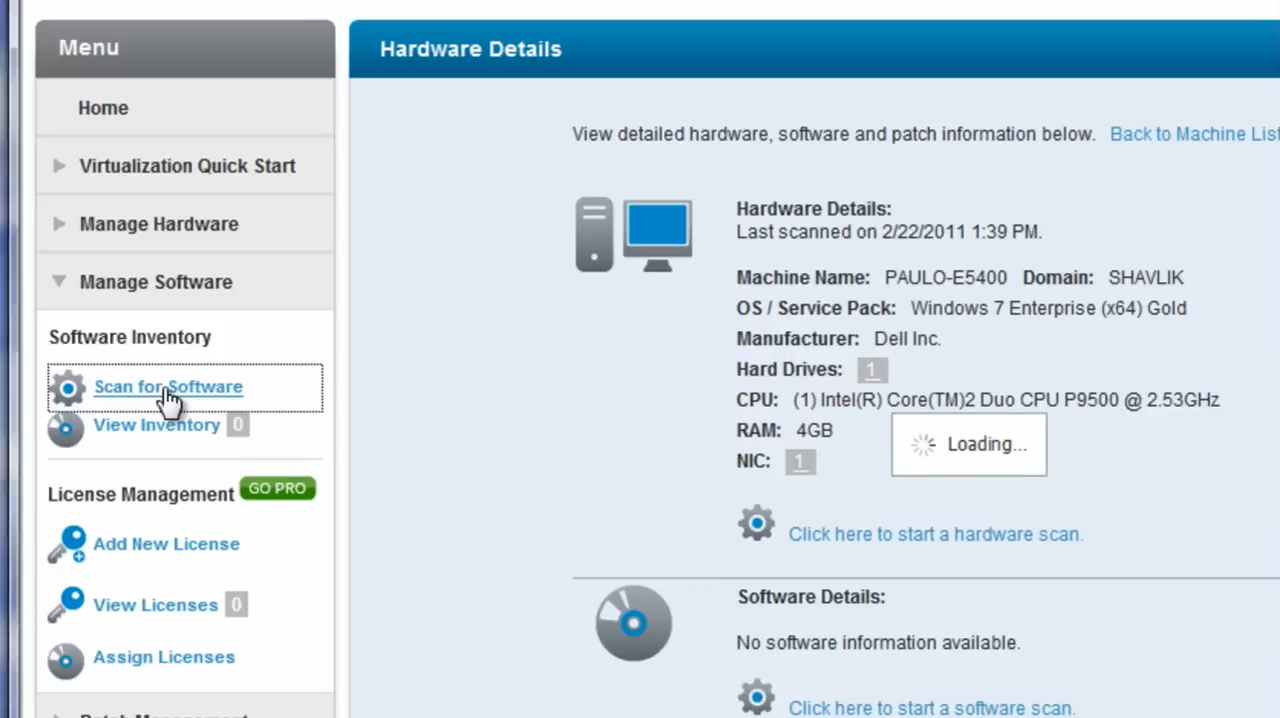 Menu
Home
Virtualization Quick Start
Manage Hardware
Manage Software
Software Inventory
Scan for Software
View Inventory 0
License Management GO PRO
Add New License
View Licenses 0
Assign Licenses
Patch Management
Hardware Details
View detailed hardware, software and patch information below. Back to Machine List
Hardware Details:
Last scanned on 2/22/2011 1:39 PM.
Machine Name: PAULO-E5400 Domain: SHAVLIK
OS / Service Pack: Windows 7 Enterprise (x64) Gold
Manufacturer: Dell Inc.
Hard Drives: 1
CPU: (1) Intel(R) Core(TM)2 Duo CPU P9500 @ 2.53GHz
RAM: 4GB
Loading...
NIC: 1
Click here to start a hardware scan.
Software Details:
No software information available.
Click here to start a software scan.